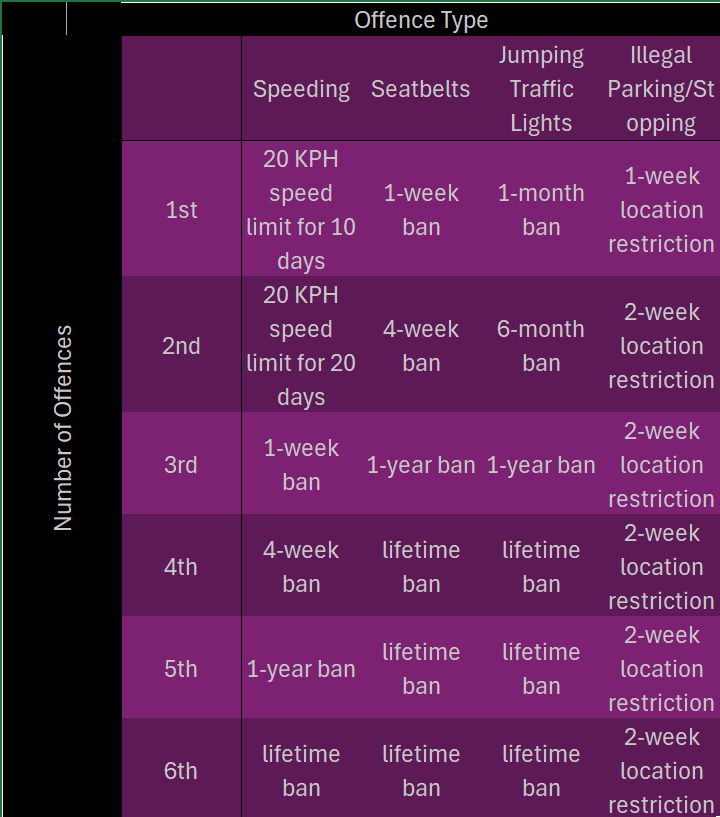 Offence Type
Speeding
Seatbelts
Jumping
Traffic
Lights
Illegal
Parking/St
opping
Number of Offences
1st
20 KPH
speed
limit for 10
days
1-week
ban
1-month
ban
1-week
location
restriction
2nd
20 KPH
speed
limit for 20
days
4-week
ban
6-month
ban
2-week
location
restriction
3rd
1-week
ban
1-year ban
1-year ban
2-week
location
restriction
4th
4-week
ban
lifetime
ban
lifetime
ban
2-week
location
restriction
5th
1-year ban
lifetime
ban
lifetime
ban
2-week
location
restriction
6th
lifetime
ban
lifetime
ban
lifetime
ban
2-week
location
restriction